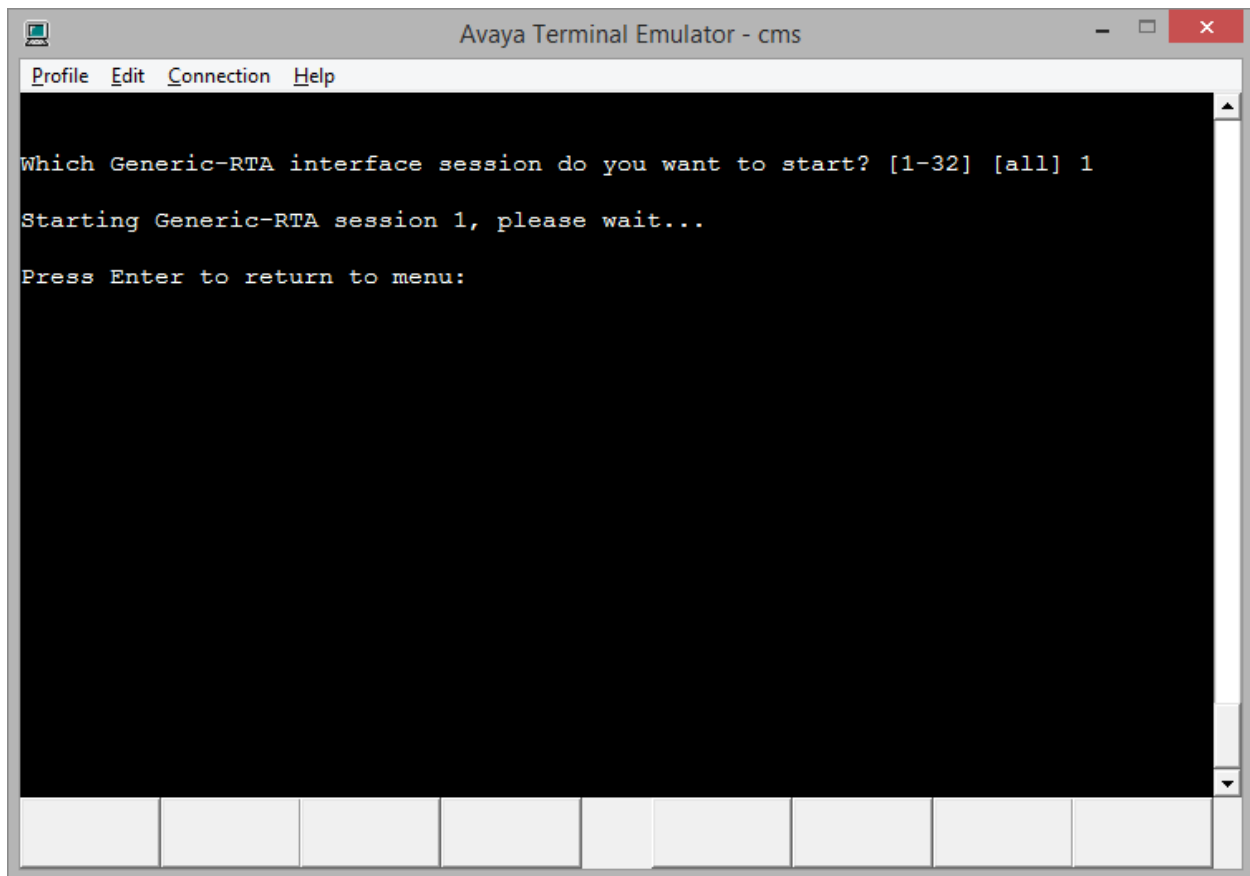 Avaya Terminal Emulator - cms
Profile Edit Connection Help
Which Generic-RTA interface session do you want to start? [1-32] [all] 1
Starting Generic-RTA session 1, please wait...
Press Enter to return to menu: